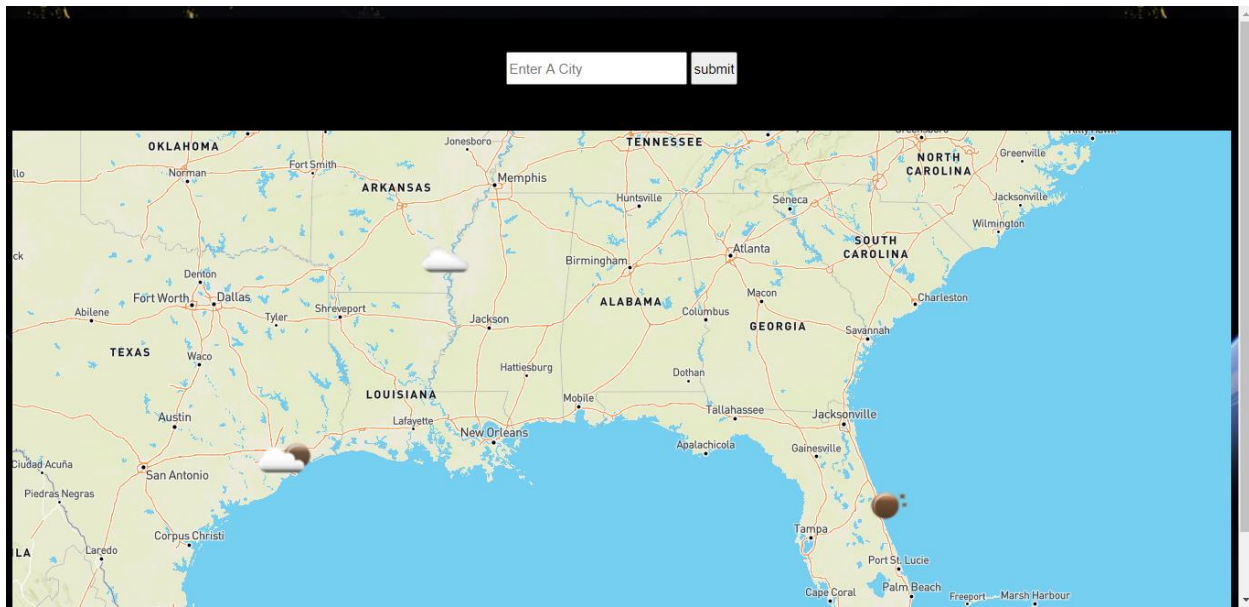 Enter A City submit
OKLAHOMA
Jonesboro
TENNESSEE
Norman
Fort Smith
NORTH
CAROLINA
Greenville
llo
ARKANSAS
Memphis
Huntsville
Seneca
Jacksonville
Wilmington
SOUTH
CAROLINA
ck
Birmingham
Atlanta
Denton
Fort Worth
Dallas
ALABAMA
Macon
Charleston
Abilene
Tyler
Shreveport
Jackson
Columbus
GEORGIA
Savannah
TEXAS
Waco
Hattiesburg
Dothan
LOUISIANA
Mobile
Austin
Lafayette
New Orleans
Tallahassee
Jacksonville
Apalachicola
Gainesville
Ciudad Acuña
San Antonio
Piedras Negras
Corpus Christi
Tampa
LA
Laredo
Port St. Lucie
Cape Coral
Palm Beach
Freeport
Marsh Harbour